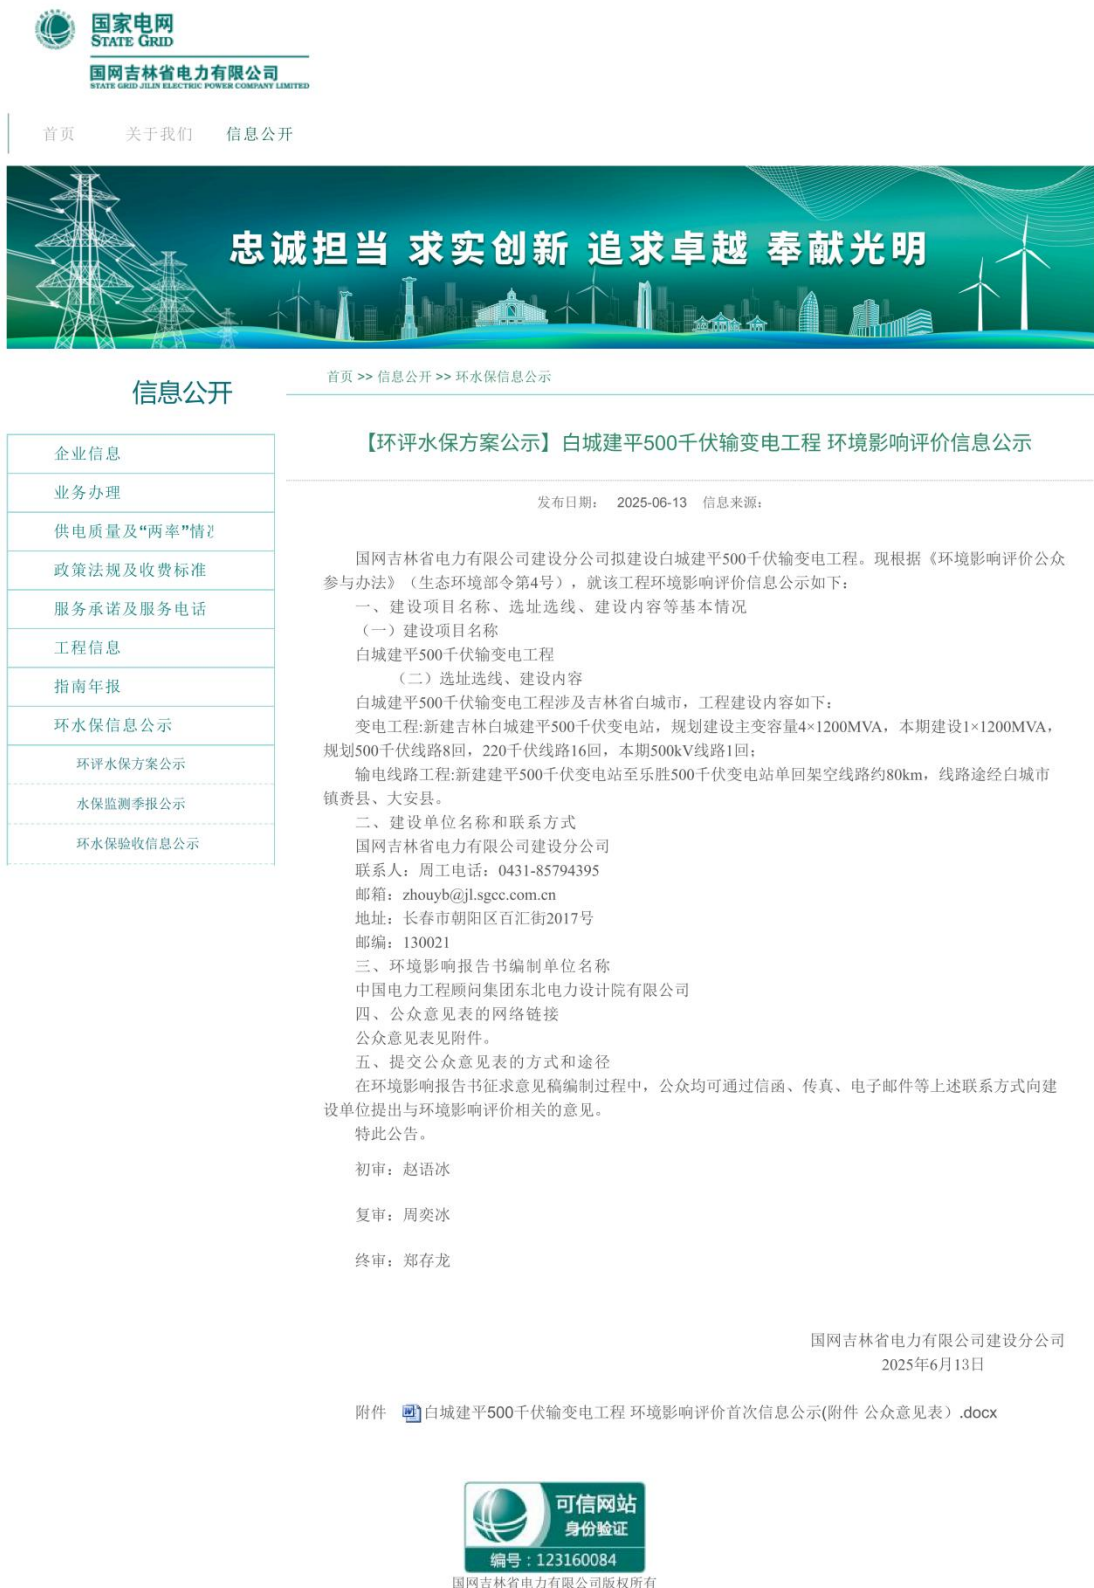 国家电网
STATE GRID
国网吉林省电力有限公司
STATE GRID JILIN ELECTRIC POWER COMPANY LIMITED
首页 关于我们 信息公开
忠诚担当 求实创新 追求卓越 奉献光明
信息公开
企业信息
业务办理
供电质量及“两率”情
政策法规及收费标准
服务承诺及服务电话
工程信息
指南年报
环水保信息公示
环评水保方案公示
水保监测季报公示
环水保验收信息公示
首页 >> 信息公开 >> 环水保信息公示
【环评水保方案公示】白城建平500千伏输变电工程 环境影响评价信息公示
发布日期： 2025-06-13 信息来源：
国网吉林省电力有限公司建设分公司拟建设白城建平500千伏输变电工程。现根据《环境影响评价公众
参与办法》（生态环境部令第4号），就该工程环境影响评价信息公示如下：
一、建设项目名称、选址选线、建设内容等基本情况
（一）建设项目名称
白城建平500千伏输变电工程
（二）选址选线、建设内容
白城建平500千伏输变电工程涉及吉林省白城市，工程建设内容如下：
变电工程:新建吉林白城建平500千伏变电站，规划建设主变容量4×1200MVA，本期建设1×1200MVA，
规划500千伏线路8回，220千伏线路16回，本期500kV线路1回；
输电线路工程:新建建平500千伏变电站至乐胜500千伏变电站单回架空线路约80km，线路途经白城市
镇赉县、大安县。
二、建设单位名称和联系方式
国网吉林省电力有限公司建设分公司
联系人：周工电话：0431-85794395
邮箱：zhouyb@jl.sgcc.com.cn
地址：长春市朝阳区百汇街2017号
邮编：130021
三、环境影响报告书编制单位名称
中国电力工程顾问集团东北电力设计院有限公司
四、公众意见表的网络链接
公众意见表见附件。
五、提交公众意见表的方式和途径
在环境影响报告书征求意见稿编制过程中，公众均可通过信函、传真、电子邮件等上述联系方式向建
设单位提出与环境影响评价相关的意见。
特此公告。
初审：赵语冰
复审：周奕冰
终审：郑存龙
国网吉林省电力有限公司建设分公司
2025年6月13日
附件 白城建平500千伏输变电工程 环境影响评价首次信息公示(附件 公众意见表）.docx
可信网站
身份验证
编号：123160084
国网吉林省电力有限公司版权所有